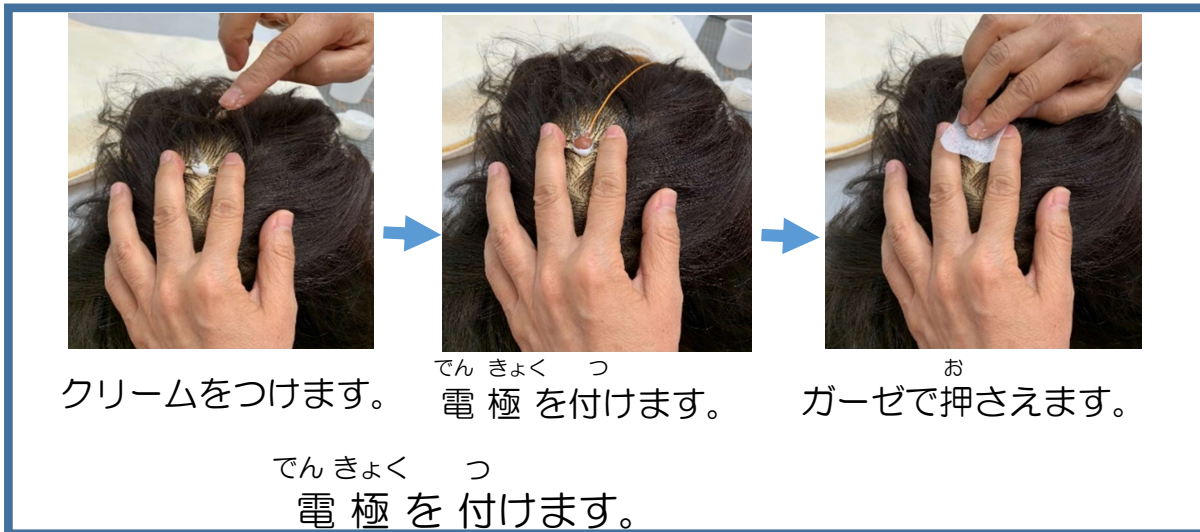 クリームをつけます。
でん きょく つ
電極を付けます。
お
ガーゼで押さえます。
でん きょく つ
電極を付けます。